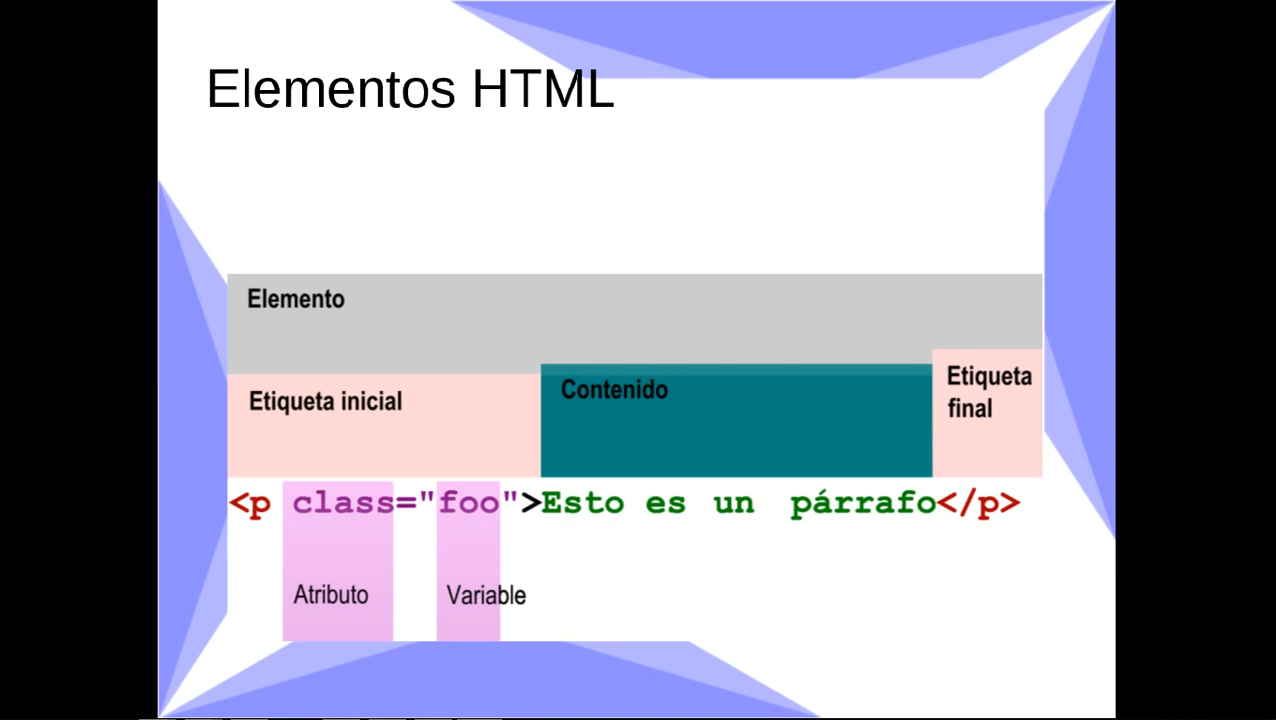 Elementos HTML
Elemento
Etiqueta inicial
Contenido
Etiqueta
final
<p class="foo">Esto es un párrafo</p>
Atributo
Variable